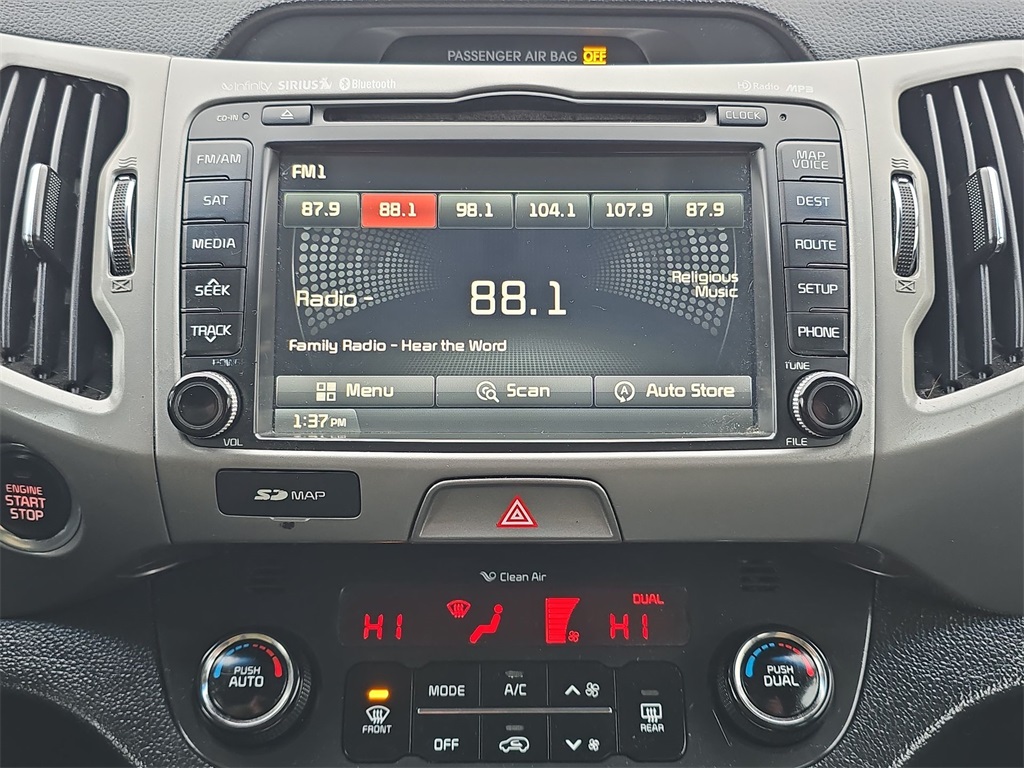 PASSENGER AIR BAG OFF
infinity SIRIUS Bluetooth
HD Radio MP3
CD-IN
CLOCK
FM/AM
SAT
MEDIA
SEEK
TRACK
POWER
VOL
FM1
87.9 88.1 98.1 104.1 107.9 87.9
Radio -
88.1
Religious
Music
Family Radio - Hear the Word
Menu Scan Auto Store
1:37 PM
MAP
VOICE
DEST
ROUTE
SETUP
PHONE
TUNE
FILE
ENGINE
START
STOP
SD MAP
Clean Air
HI
DUAL
HI
PUSH
AUTO
FRONT
MODE A/C
OFF
REAR
PUSH
DUAL